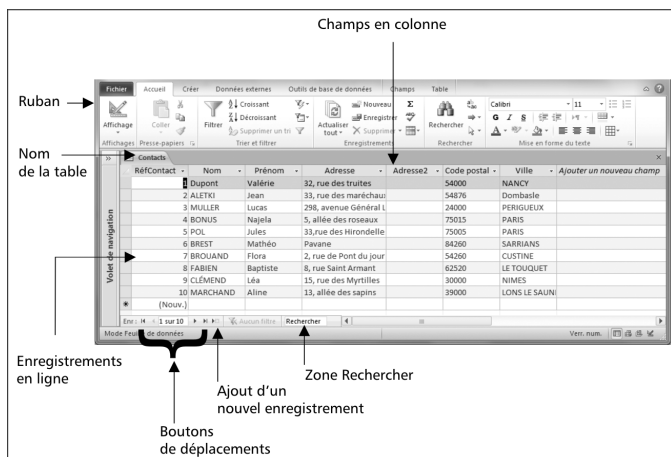 Champs en colonne
Ruban
Nom
de la table
Fichier Accueil Créer Données externes Outils de base de données Champs Table
Affichage
Coller
Filtrer
Croissant
Décroissant
Supprimer un tri
Actualiser
tout
Nouveau
Enregistrer
Supprimer
Rechercher
Calibri 11
G I S
Affichages Presse-papiers Trier et filtrer Enregistrements Rechercher Mise en forme du texte
Contacts
RéfContact Nom Prénom Adresse Adresse2 Code postal Ville Ajouter un nouveau champ
1 Dupont Valérie 32, rue des truites 54000 NANCY
2 ALETKI Jean 33, rue des maréchau 54876 Dombasle
3 MULLER Lucas 298, avenue Général L 24000 PERIGUEUX
4 BONUS Najela 5, allée des roseaux 75015 PARIS
5 POL Jules 33,rue des Hirondelle 75005 PARIS
6 BREST Mathéo Pavane 84260 SARRIANS
7 BROUAND Flora 2, rue de Pont du jour 54260 CUSTINE
8 FABIEN Baptiste 8, rue Saint Armant 62520 LE TOUQUET
9 CLÉMEND Léa 15, rue des Myrtilles 30000 NIMES
10 MARCHAND Aline 13, allée des sapins 39000 LONS LE SAUNI
(Nouv.)
Volet de navigation
Enr : 1 sur 10 Aucun filtre Rechercher
Mode Feuille de données Verr. num.
Enregistrements
en ligne
Zone Rechercher
Ajout d'un
nouvel enregistrement
Boutons
de déplacements